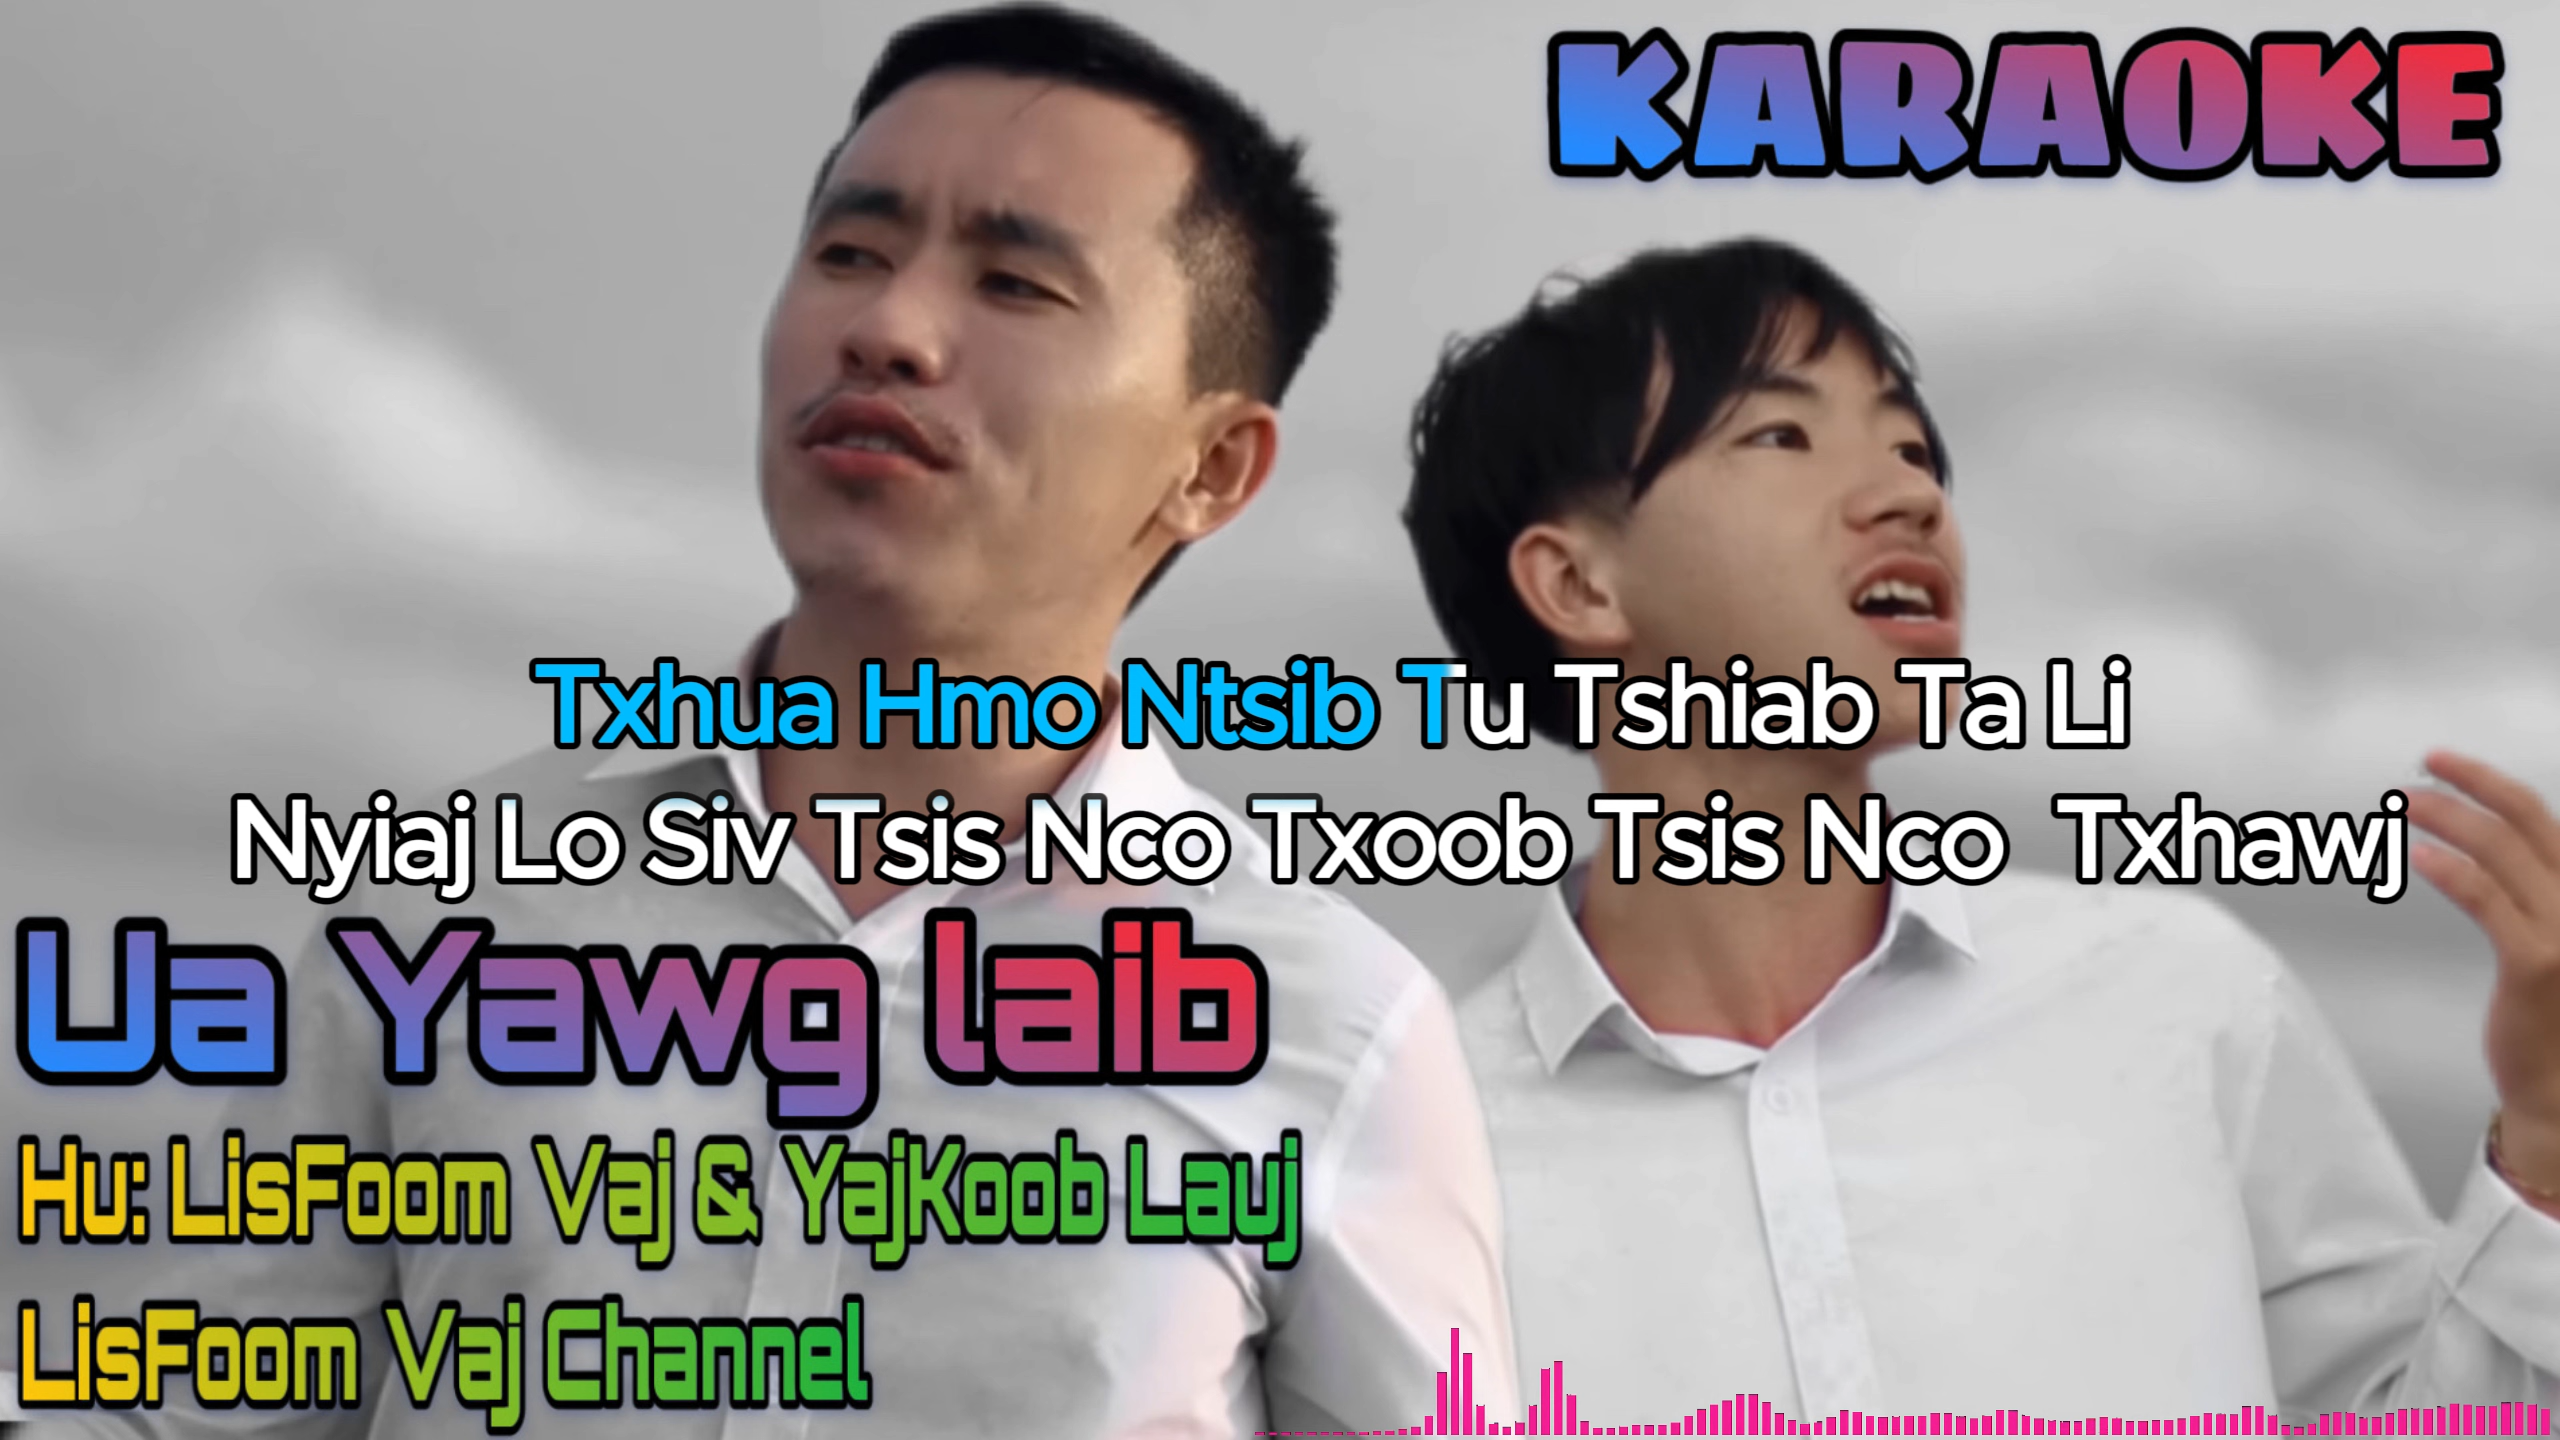 KARAOKE
Txhua Hmo Ntsib Tu Tshiab Ta Li
Nyiaj Lo Siv Tsis Nco Txoob Tsis Nco Txhawj
Ua Yawg laib
Hu: LisFoom Vaj & YajKoob Lauj
LisFoom Vaj Channel